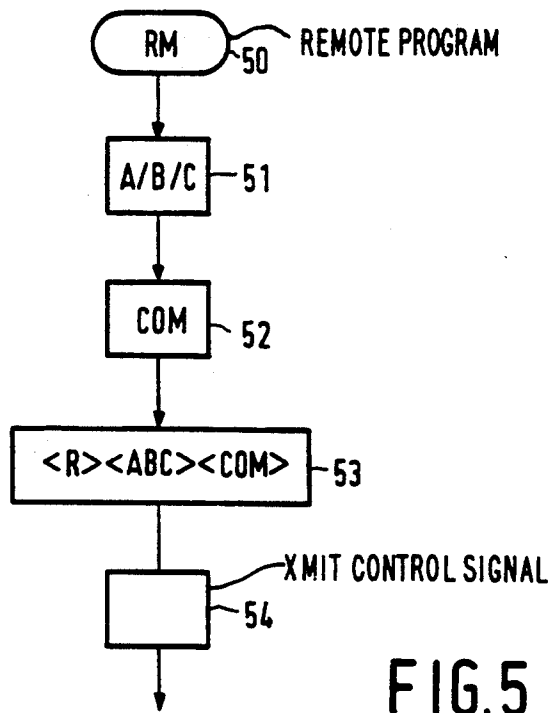 RM
REMOTE PROGRAM
50
A/B/C
51
COM
52
<R><ABC><COM>
53
XMIT CONTROL SIGNAL
54
FIG.5